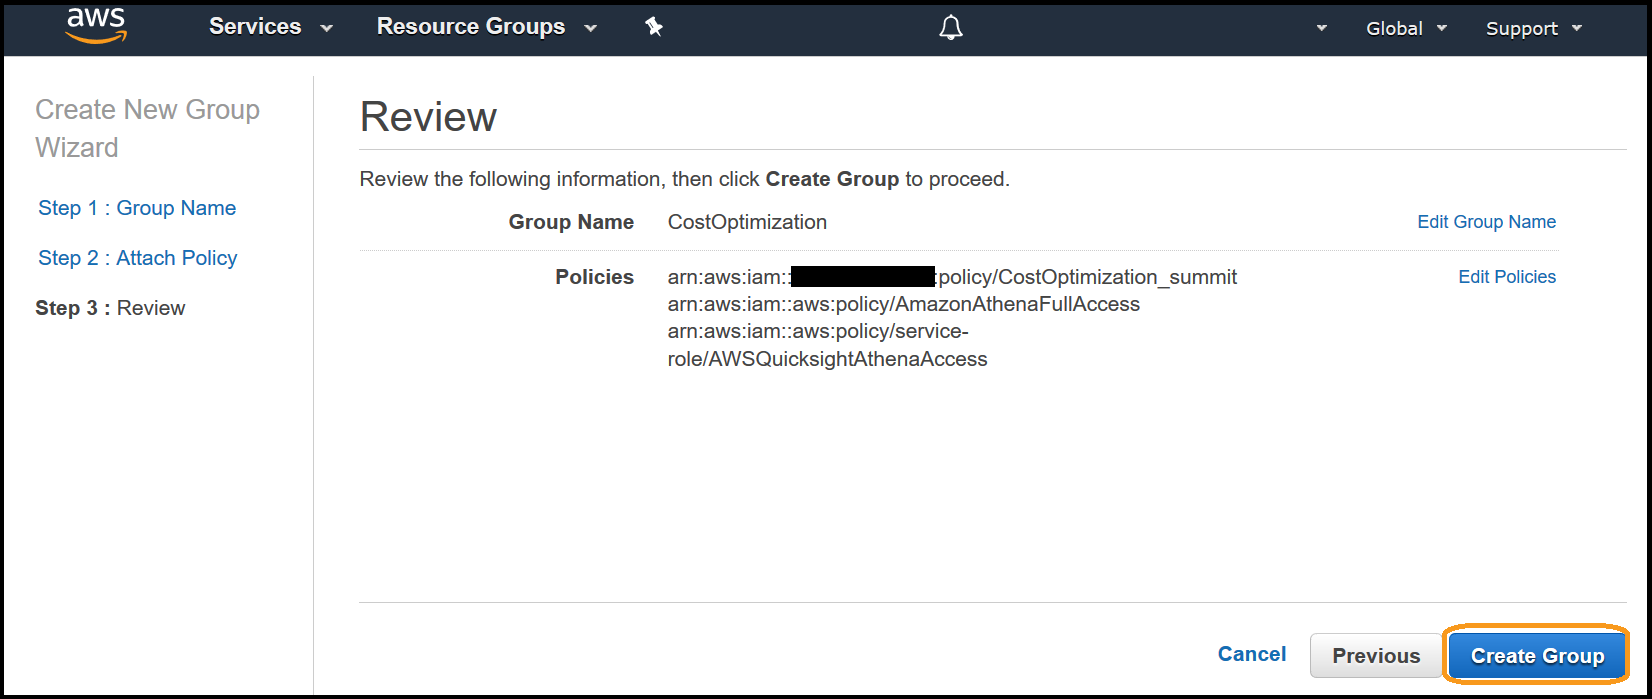 aws Services Resource Groups Global Support
Create New Group
Wizard
Step 1 : Group Name
Step 2 : Attach Policy
Step 3 : Review
Review
Review the following information, then click Create Group to proceed.
Group Name CostOptimization Edit Group Name
Policies arn:aws:iam:::policy/CostOptimization_summit Edit Policies
arn:aws:iam::aws:policy/AmazonAthenaFullAccess
arn:aws:iam::aws:policy/service-
role/AWSQuicksightAthenaAccess
Cancel Previous Create Group